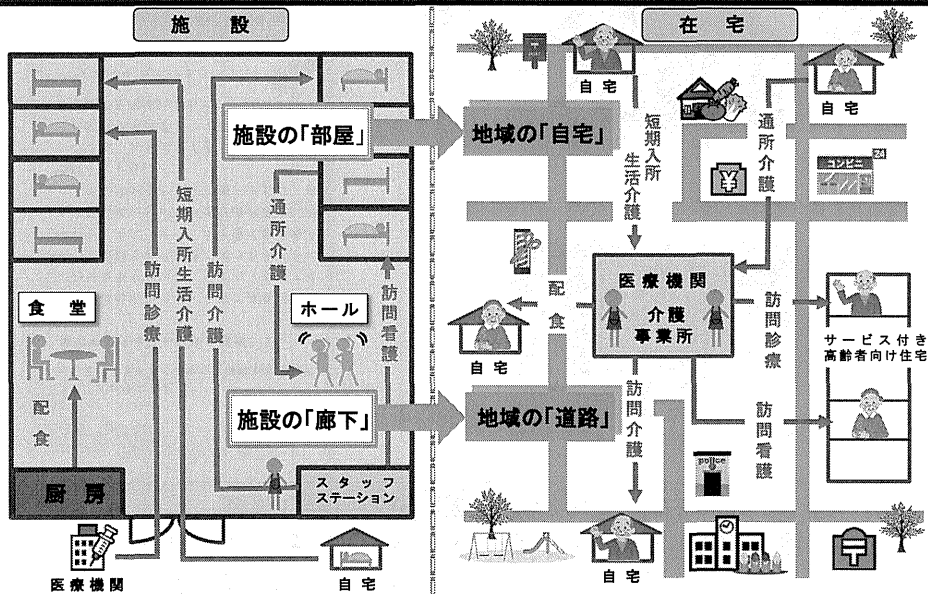 施 設
施設の「部屋」
短期入所生活介護
訪問診療
訪問介護
通所介護
訪問看護
食 堂
ホール
配食
施設の「廊下」
厨 房
スタッフ
ステーション
医療機関
自 宅
在 宅
自 宅
自 宅
地域の「自宅」
短期入所
生活介護
通所介護
¥
コンビニ
24
医療機関
介護
事業所
配食
自 宅
訪問診療
サービス付き
高齢者向け住宅
地域の「道路」
訪問介護
訪問看護
police
自 宅
〒